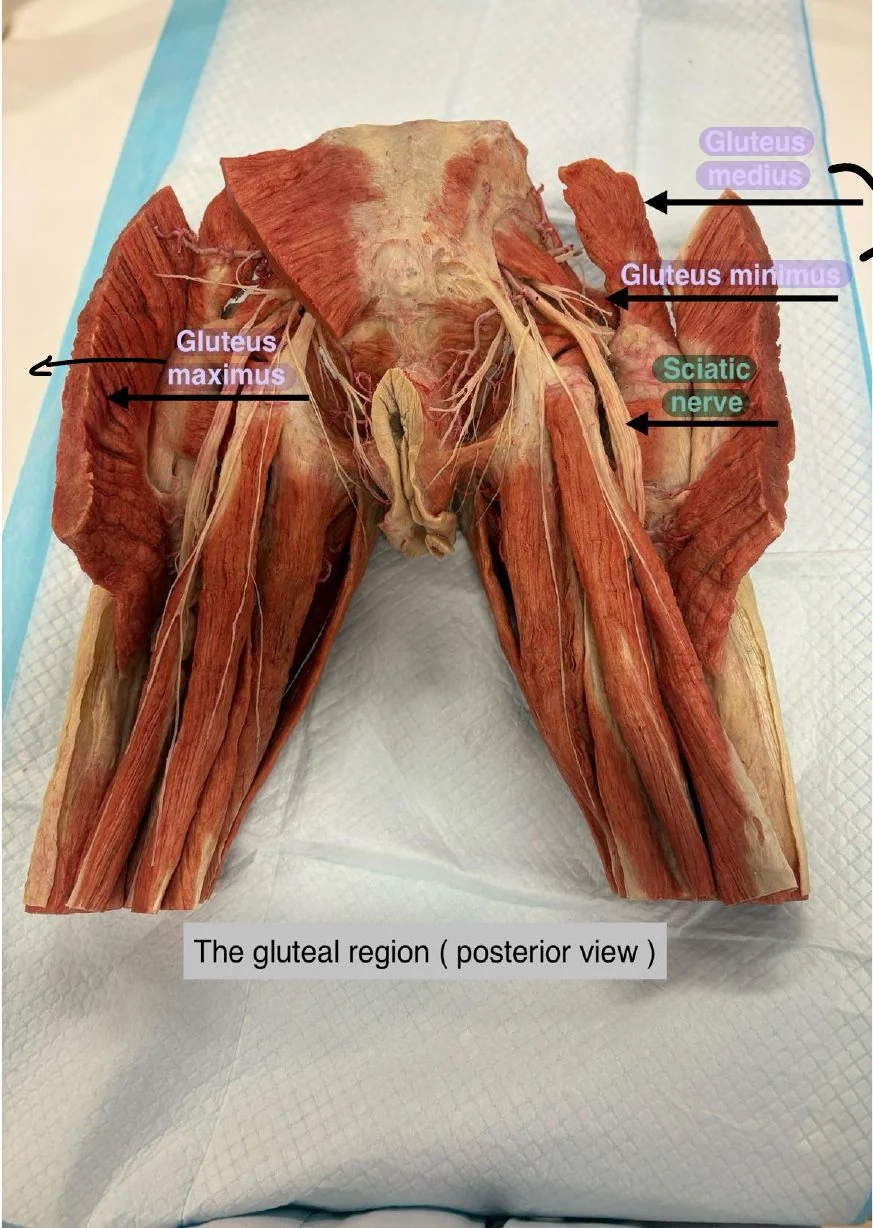 Gluteus
medius
Gluteus minimus
Gluteus
maximus
Sciatic
nerve
The gluteal region ( posterior view )